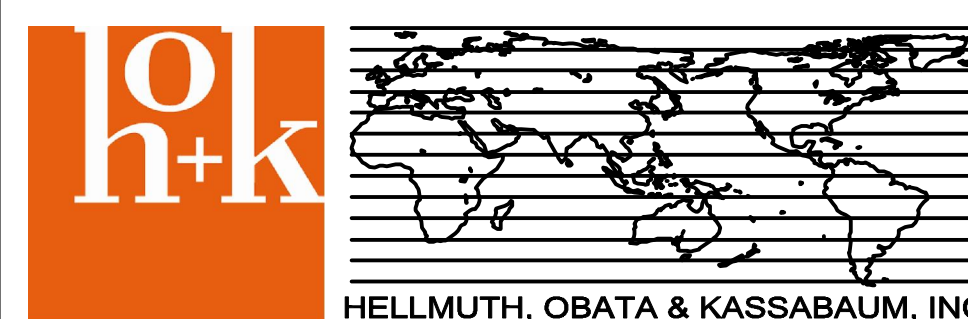 h o + k
HELLMUTH, OBATA & KASSABAUM, INC